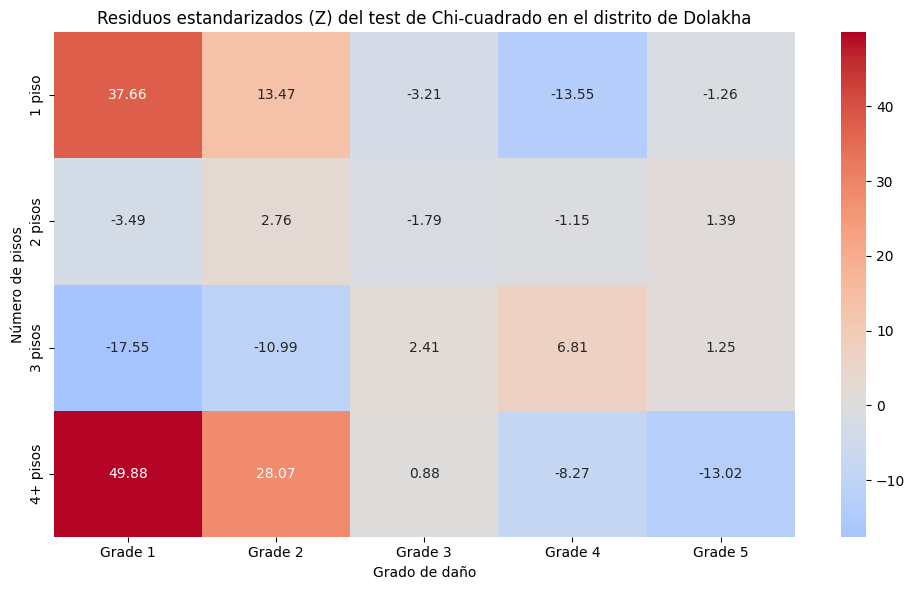 Residuos estandarizados (Z) del test de Chi-cuadrado en el distrito de Dolakha
Número de pisos
1 piso
37.66 13.47 -3.21 -13.55 -1.26
2 pisos
-3.49 2.76 -1.79 -1.15 1.39
3 pisos
-17.55 -10.99 2.41 6.81 1.25
4+ pisos
49.88 28.07 0.88 -8.27 -13.02
Grade 1 Grade 2 Grade 3 Grade 4 Grade 5
Grado de daño
40
30
20
10
0
−10